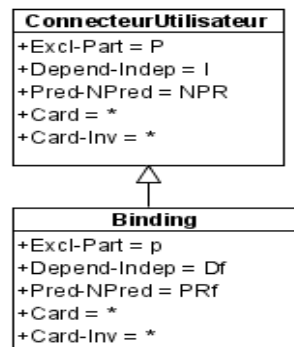 ConnecteurUtilisateur
+Excl-Part = P
+Depend-Indep = I
+Pred-NPred = NPR
+Card = *
+Card-Inv = *
Binding
+Excl-Part = p
+Depend-Indep = Df
+Pred-NPred = PRf
+Card = *
+Card-Inv = *